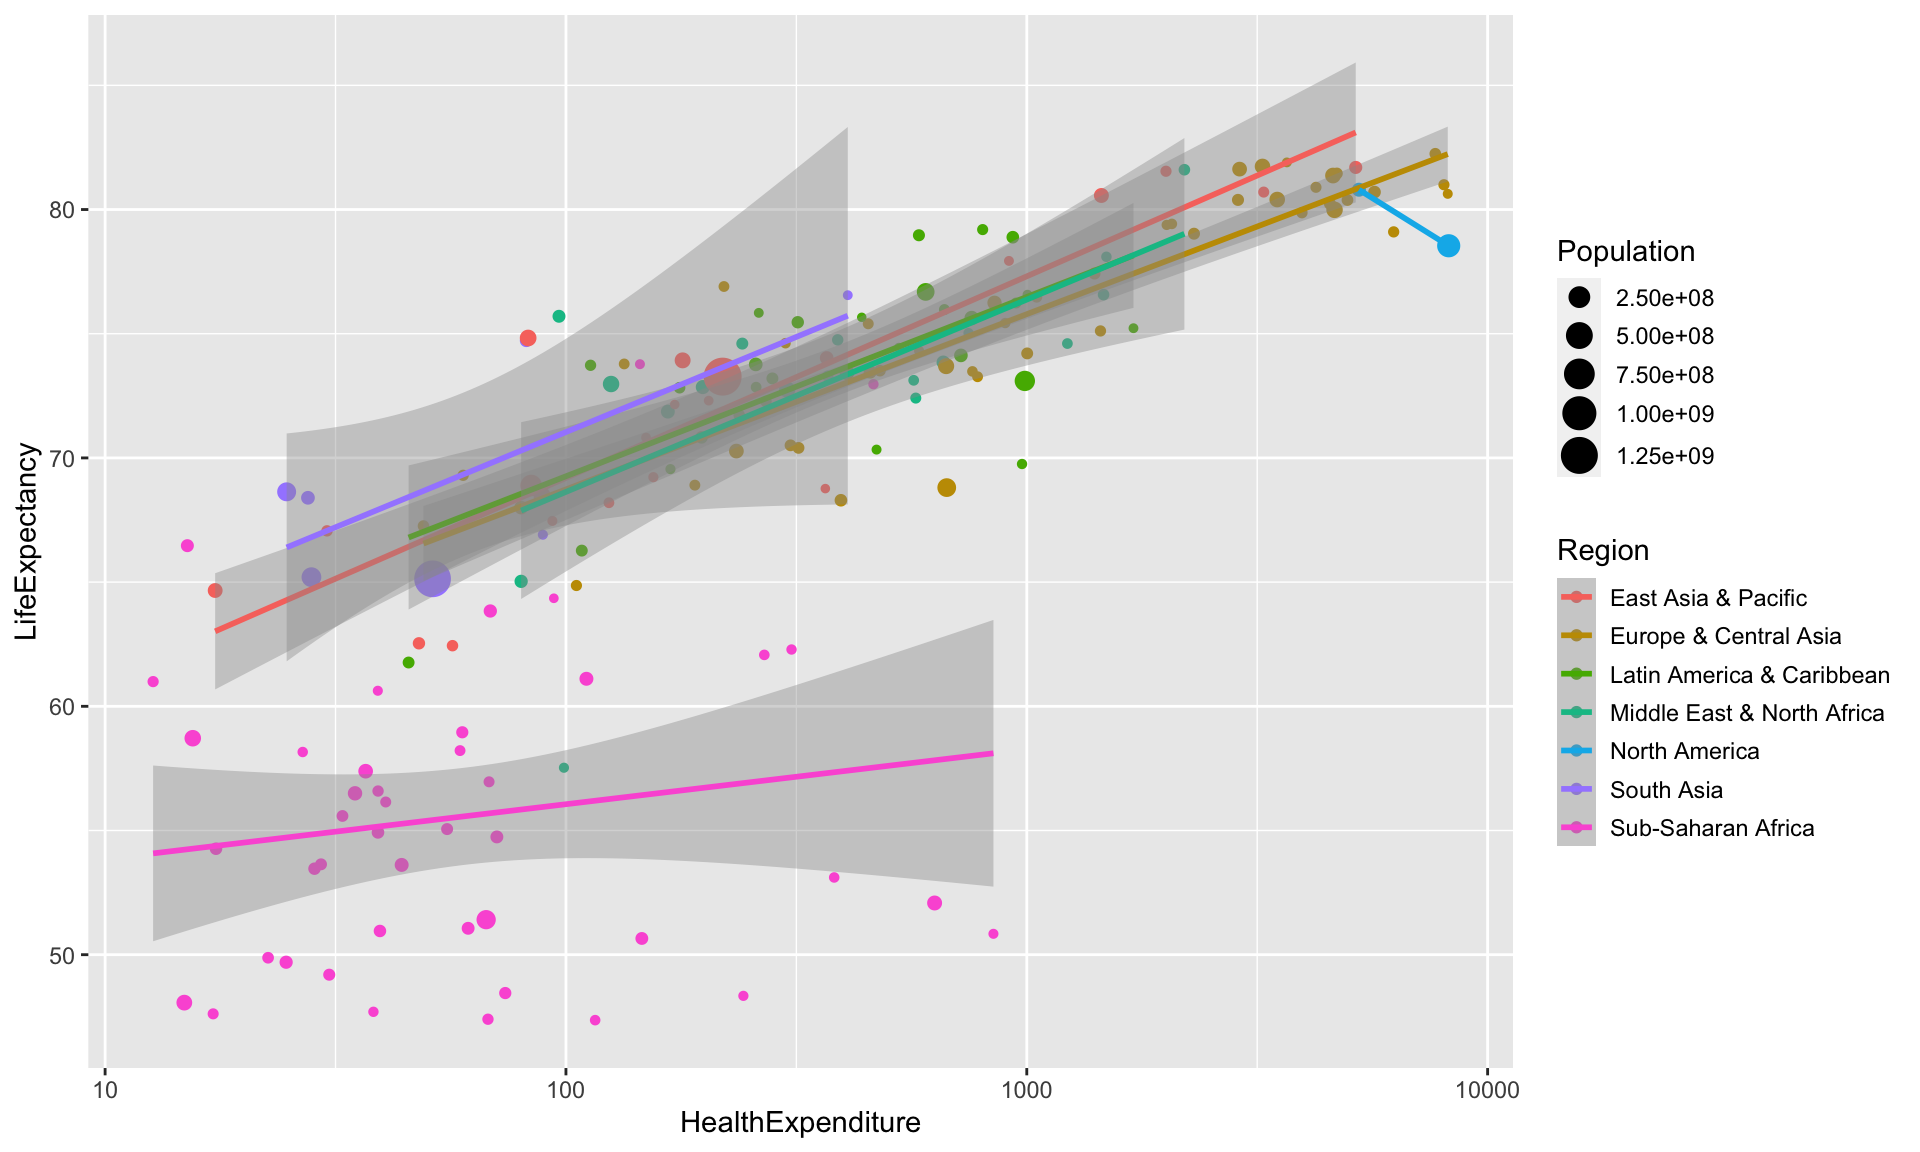 LifeExpectancy
80
70
60
50
10 100 1000 10000
HealthExpenditure
Population
2.50e+08
5.00e+08
7.50e+08
1.00e+09
1.25e+09
Region
East Asia & Pacific
Europe & Central Asia
Latin America & Caribbean
Middle East & North Africa
North America
South Asia
Sub-Saharan Africa